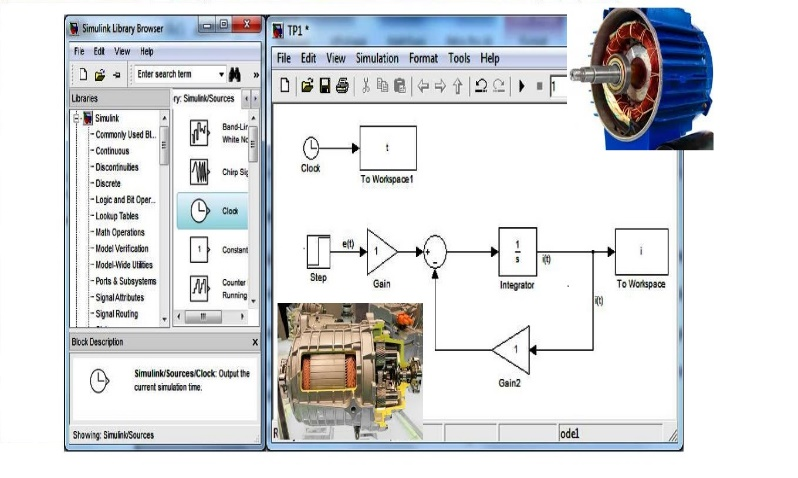 Simulink Library Browser
File Edit View Help
Enter search term
»
Libraries
ry: Simulink/Sources
Simulink
Commonly Used Bl...
Continuous
Discontinuities
Discrete
Logic and Bit Oper...
Lookup Tables
Math Operations
Model Verification
Model-Wide Utilities
Ports & Subsystems
Signal Attributes
Signal Routing
Band-Lir
White No
Chirp Sig
Clock
1
Constant
Counter
Running
Block Description
X
Simulink/Sources/Clock: Output the
current simulation time.
Showing: Simulink/Sources
TP1 *
File Edit View Simulation Format Tools Help
1
Clock
t
To Workspace1
Step
e(t)
1
Gain
+
−
1
s
Integrator
i(t)
i
To Workspace
i(t)
1
Gain2
R
ode1